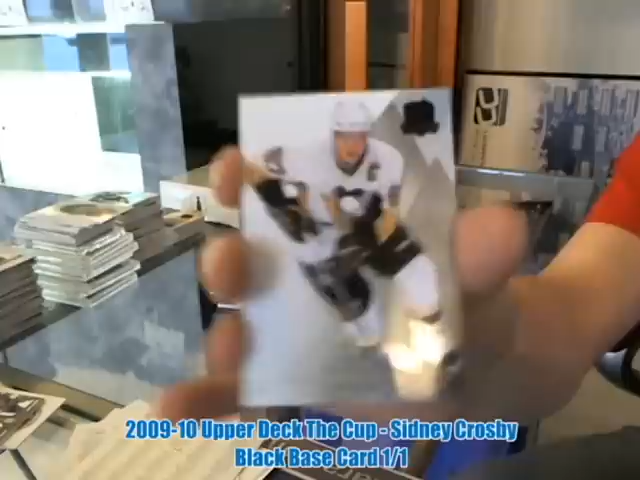 2009-10 Upper Deck The Cup - Sidney Crosby
Black Base Card 1/1